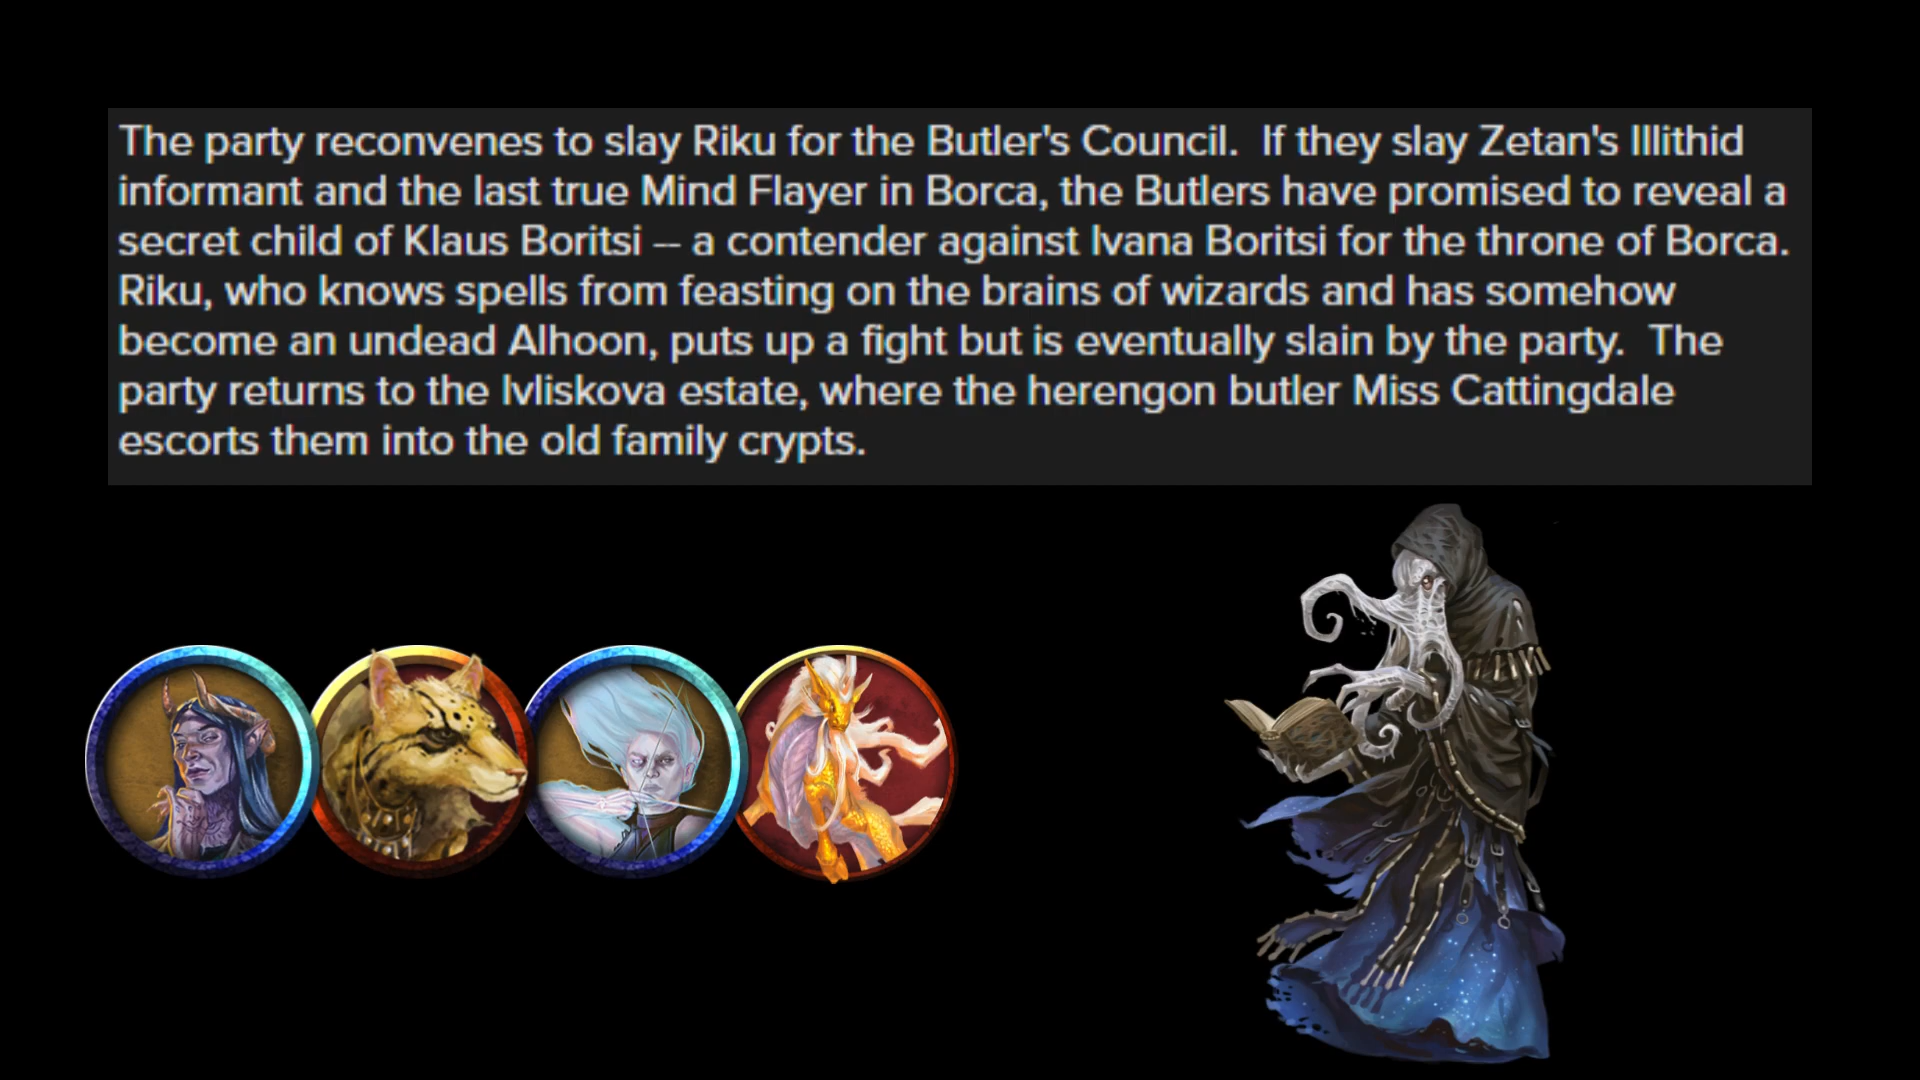 The party reconvenes to slay Riku for the Butler's Council.  If they slay Zetan's Illithid
informant and the last true Mind Flayer in Borca, the Butlers have promised to reveal a
secret child of Klaus Boritsi -- a contender against Ivana Boritsi for the throne of Borca.
Riku, who knows spells from feasting on the brains of wizards and has somehow
become an undead Alhoon, puts up a fight but is eventually slain by the party.  The
party returns to the Ivliskova estate, where the herengon butler Miss Cattingdale
escorts them into the old family crypts.